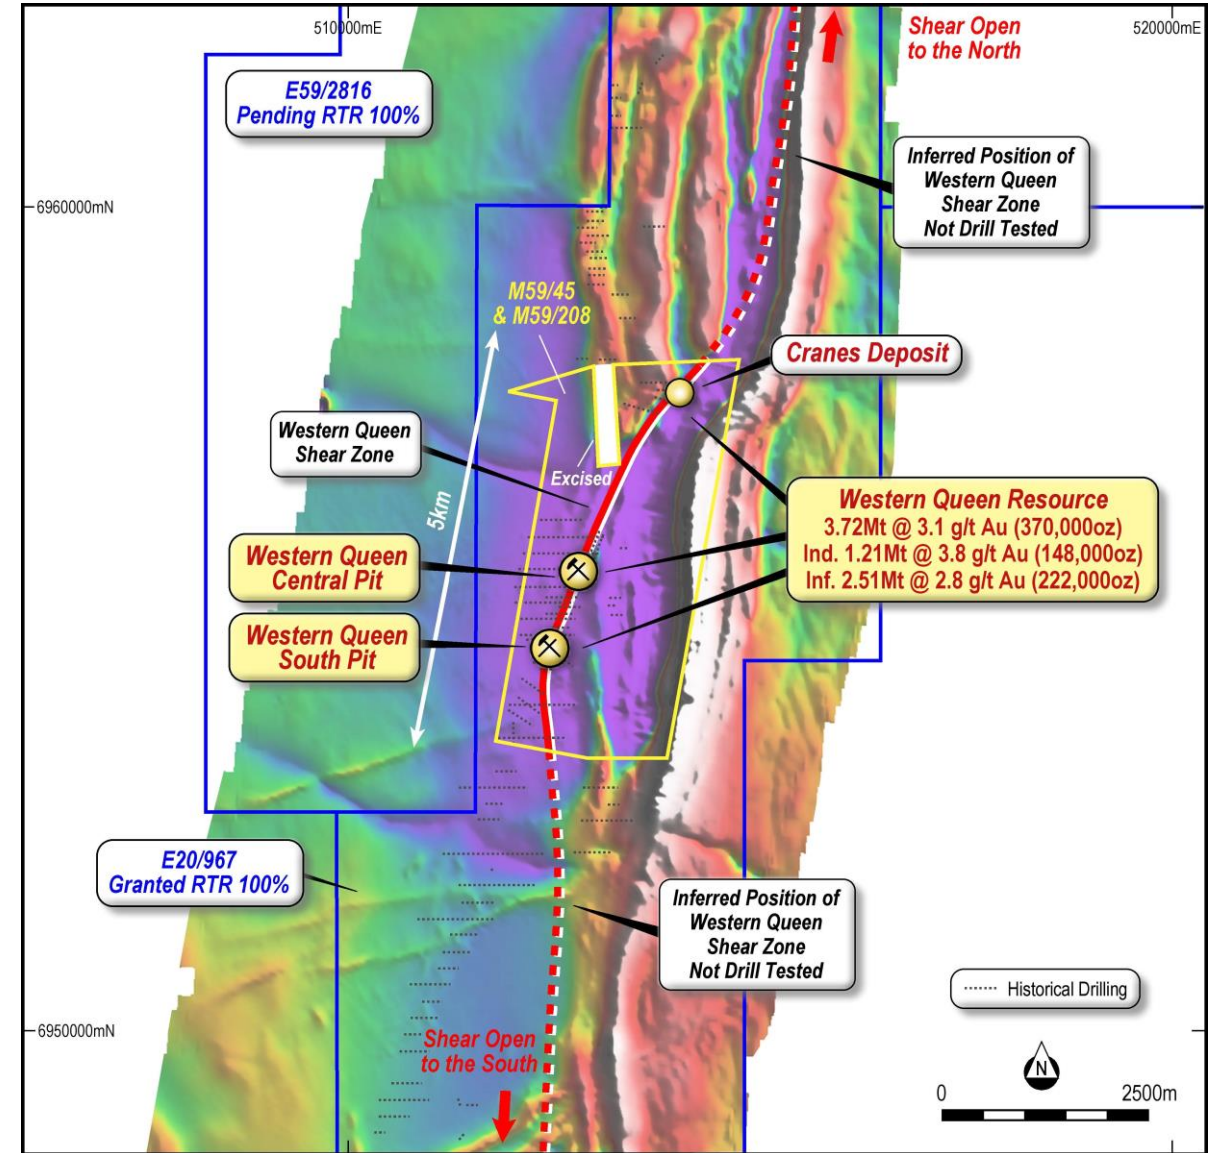 510000mE
520000mE
Shear Open
to the North
E59/2816
Pending RTR 100%
Inferred Position of
Western Queen
Shear Zone
Not Drill Tested
6960000mN
M59/45
& M59/208
Cranes Deposit
Western Queen
Shear Zone
Excised
5km
Western Queen Resource
3.72Mt @ 3.1 g/t Au (370,000oz)
Ind. 1.21Mt @ 3.8 g/t Au (148,000oz)
Inf. 2.51Mt @ 2.8 g/t Au (222,000oz)
Western Queen
Central Pit
Western Queen
South Pit
E20/967
Granted RTR 100%
Inferred Position of
Western Queen
Shear Zone
Not Drill Tested
Historical Drilling
6950000mN
Shear Open
to the South
N
0
2500m